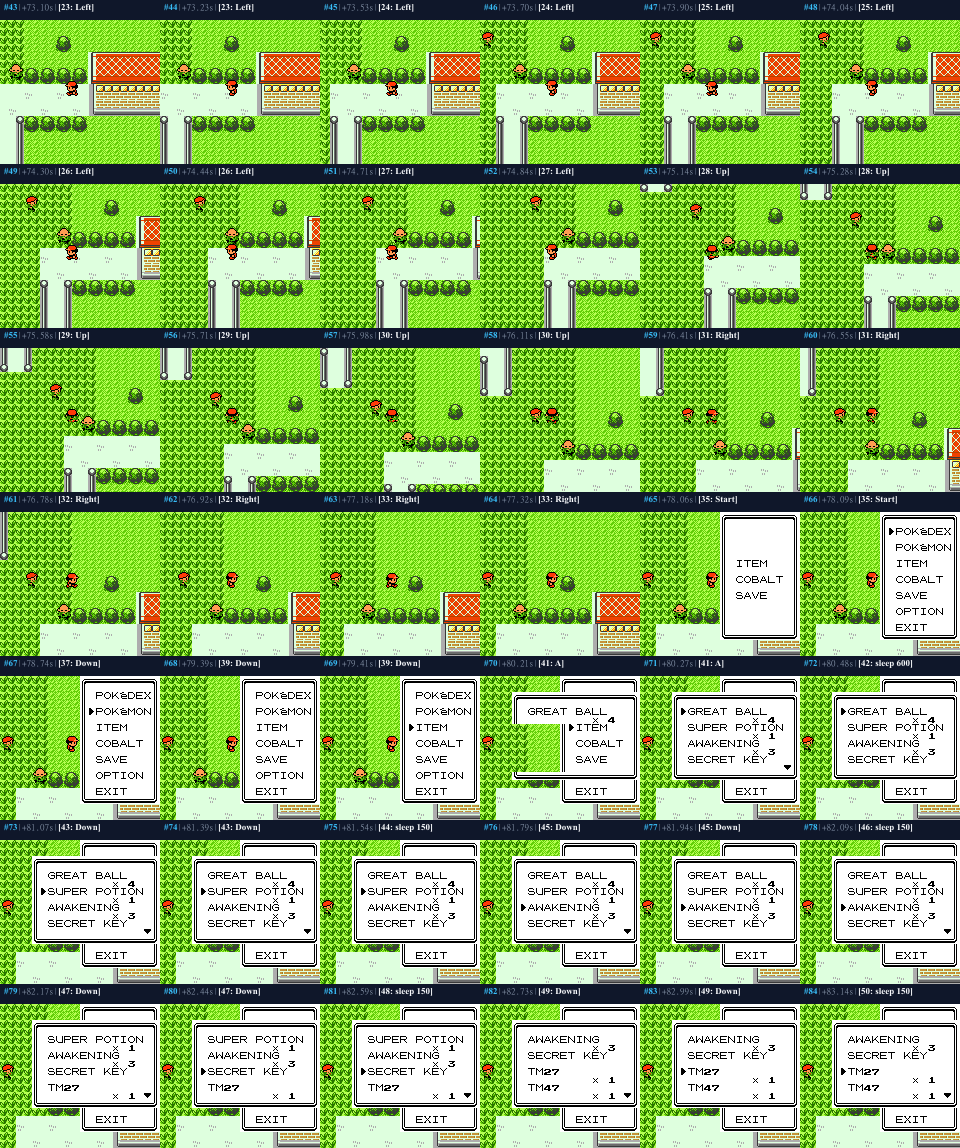 #43|+73.10s| [23: Left] #44|+73.23s| [23: Left] #45|+73.53s| [24: Left] #46|+73.70s| [24: Left] #47|+73.90s| [25: Left] #48|+74.04s| [25: Left]
#49|+74.30s| [26: Left] #50|+74.44s| [26: Left] #51|+74.71s| [27: Left] #52|+74.84s| [27: Left] #53|+75.14s| [28: Up] #54|+75.28s| [28: Up]
#55|+75.58s| [29: Up] #56|+75.71s| [29: Up] #57|+75.98s| [30: Up] #58|+76.11s| [30: Up] #59|+76.41s| [31: Right] #60|+76.55s| [31: Right]
#61|+76.78s| [32: Right] #62|+76.92s| [32: Right] #63|+77.18s| [33: Right] #64|+77.32s| [33: Right] #65|+78.06s| [35: Start] #66|+78.09s| [35: Start]
ITEM
COBALT
SAVE
POKéDEX
POKéMON
ITEM
COBALT
SAVE
OPTION
EXIT
#67|+78.74s| [37: Down] #68|+79.39s| [39: Down] #69|+79.41s| [39: Down] #70|+80.21s| [41: A] #71|+80.27s| [41: A] #72|+80.48s| [42: sleep 600]
POKéDEX
POKéMON
ITEM
COBALT
SAVE
OPTION
EXIT
POKéDEX
POKéMON
ITEM
COBALT
SAVE
OPTION
EXIT
POKéDEX
POKéMON
ITEM
COBALT
SAVE
OPTION
EXIT
GREAT BALL
× 4
ITEM
COBALT
SAVE
EXIT
GREAT BALL
× 4
SUPER POTION
× 1
AWAKENING
× 3
SECRET KEY
EXIT
GREAT BALL
× 4
SUPER POTION
× 1
AWAKENING
× 3
SECRET KEY
EXIT
#73|+81.07s| [43: Down] #74|+81.39s| [43: Down] #75|+81.54s| [44: sleep 150] #76|+81.79s| [45: Down] #77|+81.94s| [45: Down] #78|+82.09s| [46: sleep 150]
GREAT BALL
× 4
SUPER POTION
× 1
AWAKENING
× 3
SECRET KEY
EXIT
GREAT BALL
× 4
SUPER POTION
× 1
AWAKENING
× 3
SECRET KEY
EXIT
GREAT BALL
× 4
SUPER POTION
× 1
AWAKENING
× 3
SECRET KEY
EXIT
GREAT BALL
× 4
SUPER POTION
× 1
AWAKENING
× 3
SECRET KEY
EXIT
GREAT BALL
× 4
SUPER POTION
× 1
AWAKENING
× 3
SECRET KEY
EXIT
GREAT BALL
× 4
SUPER POTION
× 1
AWAKENING
× 3
SECRET KEY
EXIT
#79|+82.17s| [47: Down] #80|+82.44s| [47: Down] #81|+82.59s| [48: sleep 150] #82|+82.73s| [49: Down] #83|+82.99s| [49: Down] #84|+83.14s| [50: sleep 150]
SUPER POTION
× 1
AWAKENING
× 3
SECRET KEY
TM27
× 1
EXIT
SUPER POTION
× 1
AWAKENING
× 3
SECRET KEY
TM27
× 1
EXIT
SUPER POTION
× 1
AWAKENING
× 3
SECRET KEY
TM27
× 1
EXIT
AWAKENING
× 3
SECRET KEY
TM27
× 1
TM47
× 1
EXIT
AWAKENING
× 3
SECRET KEY
TM27
× 1
TM47
× 1
EXIT
AWAKENING
× 3
SECRET KEY
TM27
× 1
TM47
× 1
EXIT